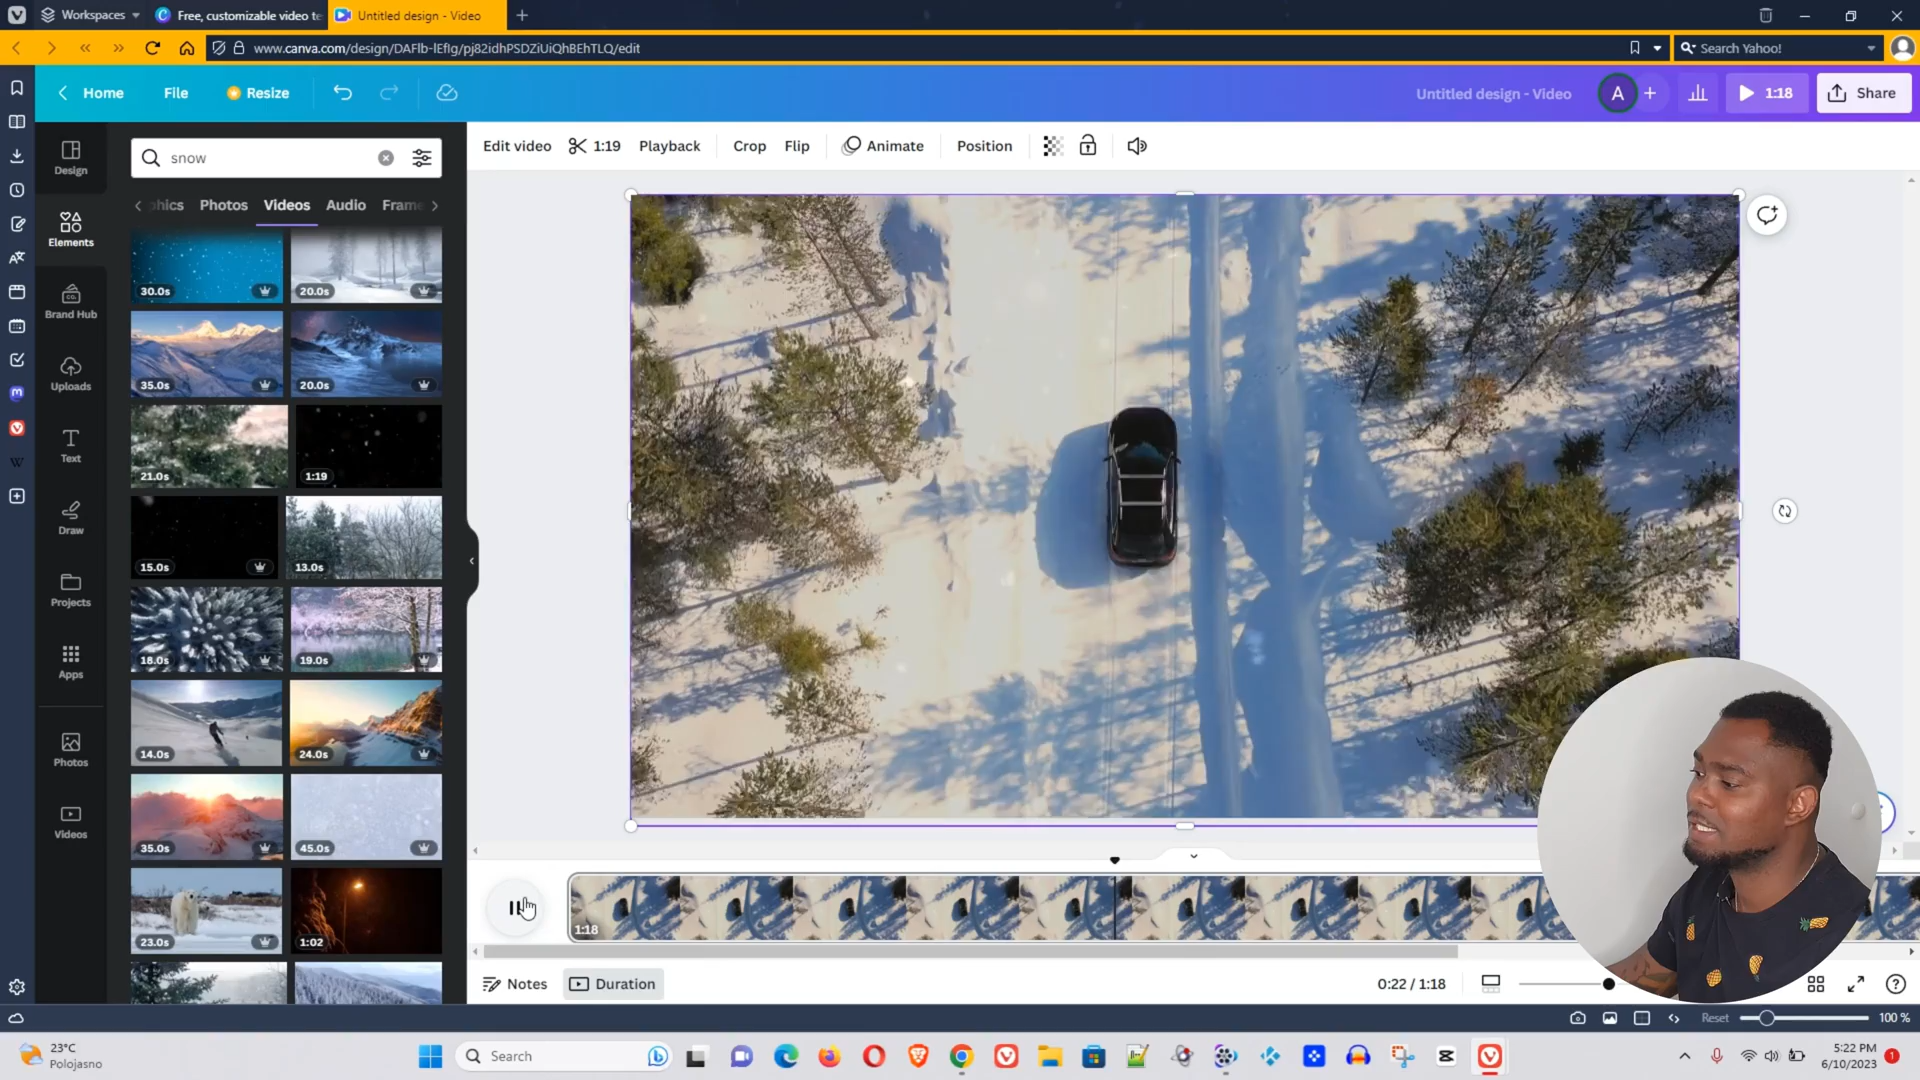 Workspaces
Free, customizable video te
Untitled design - Video
www.canva.com/design/DAFlb-lEfIg/pj82idhPSDZiUiQhBEhTLQ/edit
Search Yahoo!
Home
File
Resize
Untitled design - Video
A
1:18
Share
Design
Elements
Brand Hub
Uploads
Text
Draw
Projects
Apps
Photos
Videos
snow
phics
Photos
Videos
Audio
Frame
30.0s
20.0s
35.0s
20.0s
21.0s
1:19
15.0s
13.0s
18.0s
19.0s
14.0s
24.0s
35.0s
45.0s
23.0s
1:02
Edit video
1:19
Playback
Crop
Flip
Animate
Position
1:18
Notes
Duration
0:22 / 1:18
Reset
100 %
23°C
Polojasno
Search
5:22 PM
6/10/2023
1